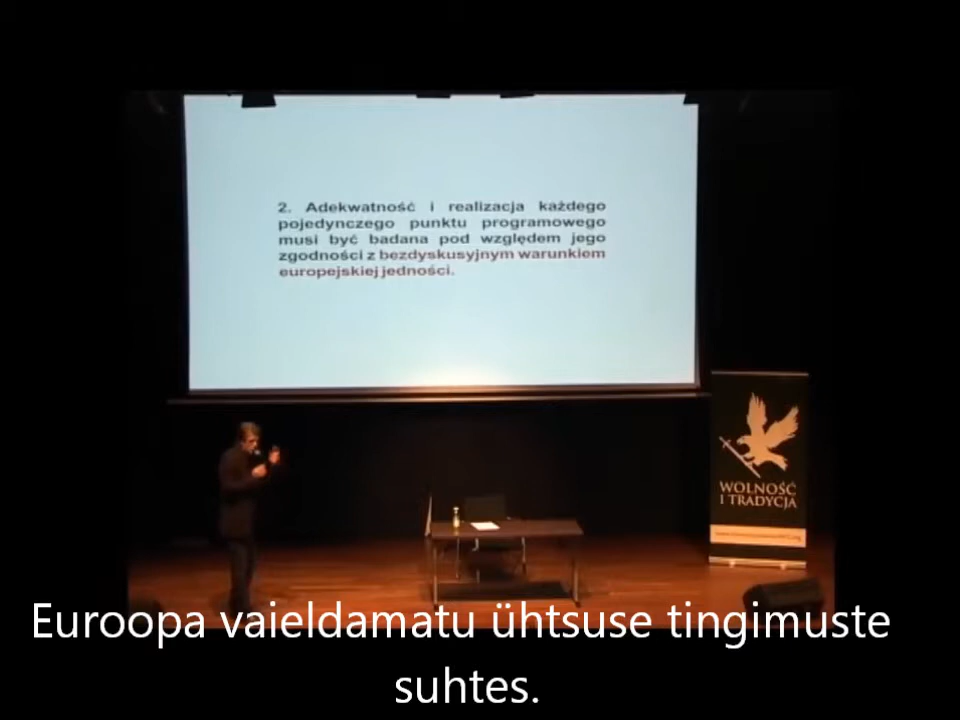 2. Adekwatność i realizacja każdego
pojedynczego punktu programowego
musi być badana pod względem jego
zgodności z bezdyskusyjnym warunkiem
europejskiej jedności.
WOLNOŚĆ
I TRADYCJA
Euroopa vaieldamatu ühtsuse tingimuste
suhtes.